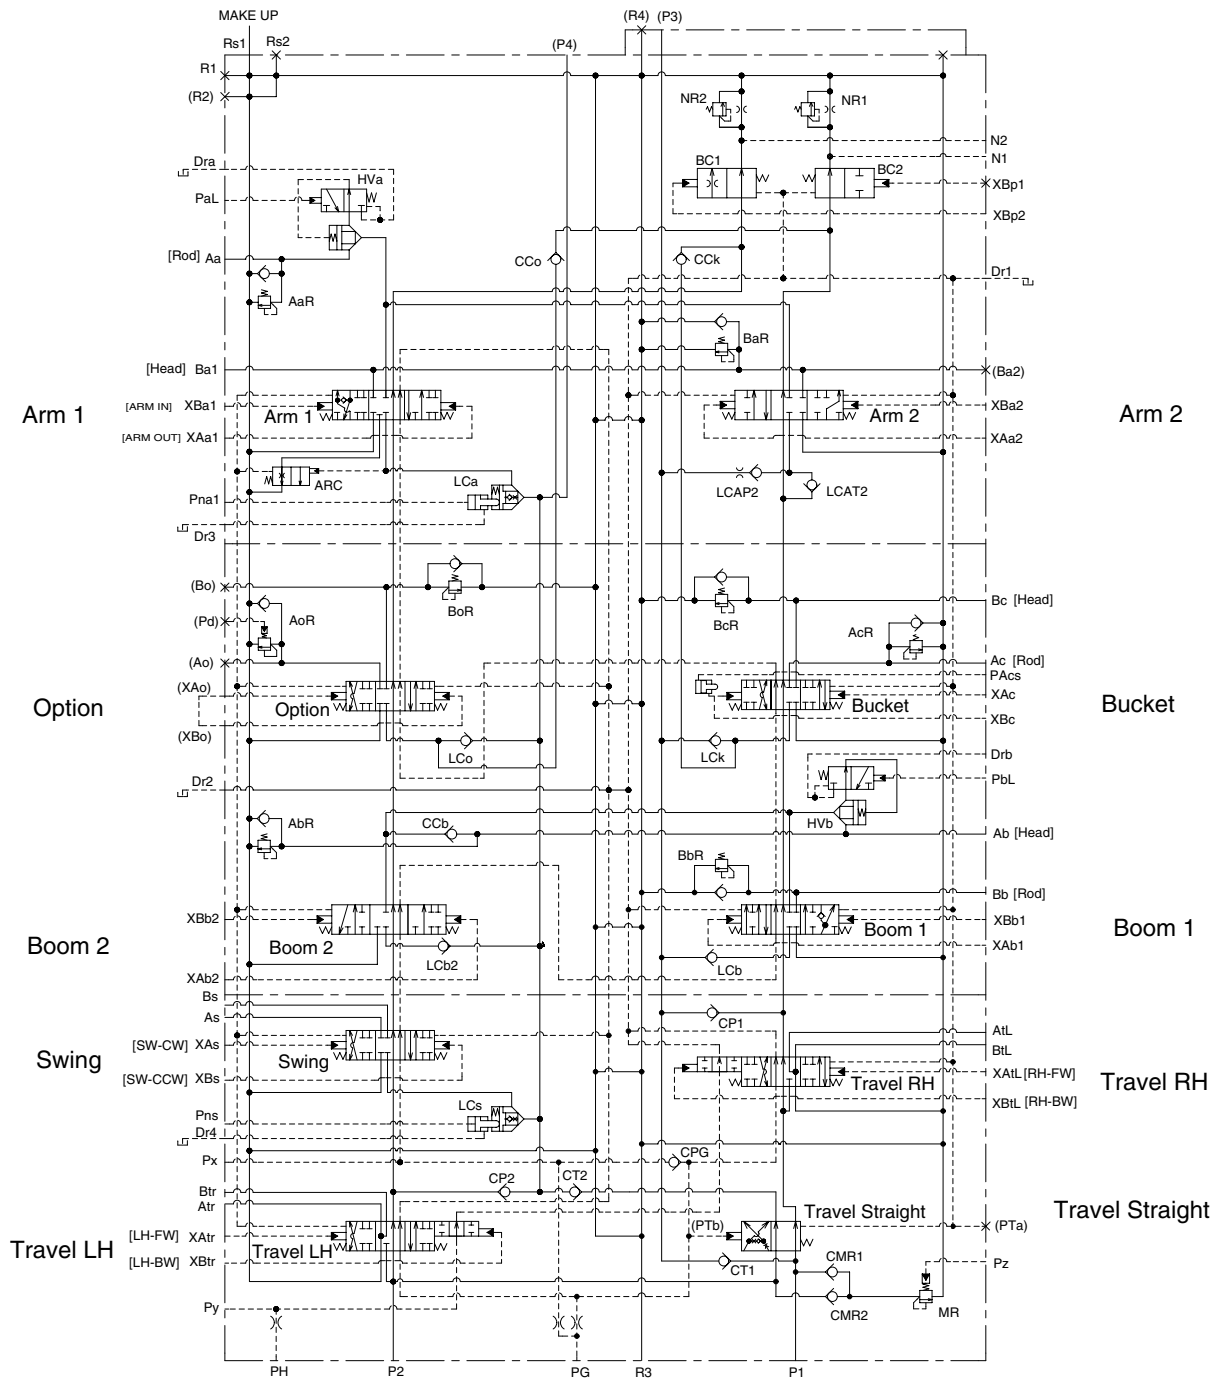 MAKE UP
(R4) (P3)
Rs1 Rs2 (P4)
R1
(R2)
NR2 NR1
N2
N1
Dra
HVa
BC1 BC2
PaL
XBp1
XBp2
[Rod] Aa
CCo CCk
Dr1
AaR
BaR
[Head] Ba1
(Ba2)
Arm 1
[ARM IN] XBa1
Arm 1
Arm 2
XBa2
Arm 2
[ARM OUT] XAa1
XAa2
ARC
LCa
LCAP2 LCAT2
Pna1
Dr3
(Bo)
BoR
BcR
Bc [Head]
(Pd)
AoR
AcR
(Ao)
Ac [Rod]
PAcs
Option
(XAo)
Option
Bucket
XAc
Bucket
XBc
(XBo)
LCo
LCk
Drb
Dr2
PbL
HVb
AbR
CCb
Ab [Head]
BbR
Bb [Rod]
XBb2
XBb1
Boom 2
Boom 2
Boom 1
Boom 1
XAb1
LCb2
LCb
XAb2
Bs
As
CP1
AtL
BtL
Swing
[SW-CW] XAs
Swing
Travel RH
XAtL [RH-FW]
Travel RH
[SW-CCW] XBs
XBtL [RH-BW]
LCs
Pns
Dr4
Px
CPG
CP2 CT2
Btr
Atr
Travel Straight
Travel Straight
(PTb)
(PTa)
Travel LH
[LH-FW] XAtr
Travel LH
[LH-BW] XBtr
CT1
CMR1
Pz
Py
CMR2
MR
PH P2 PG R3 P1